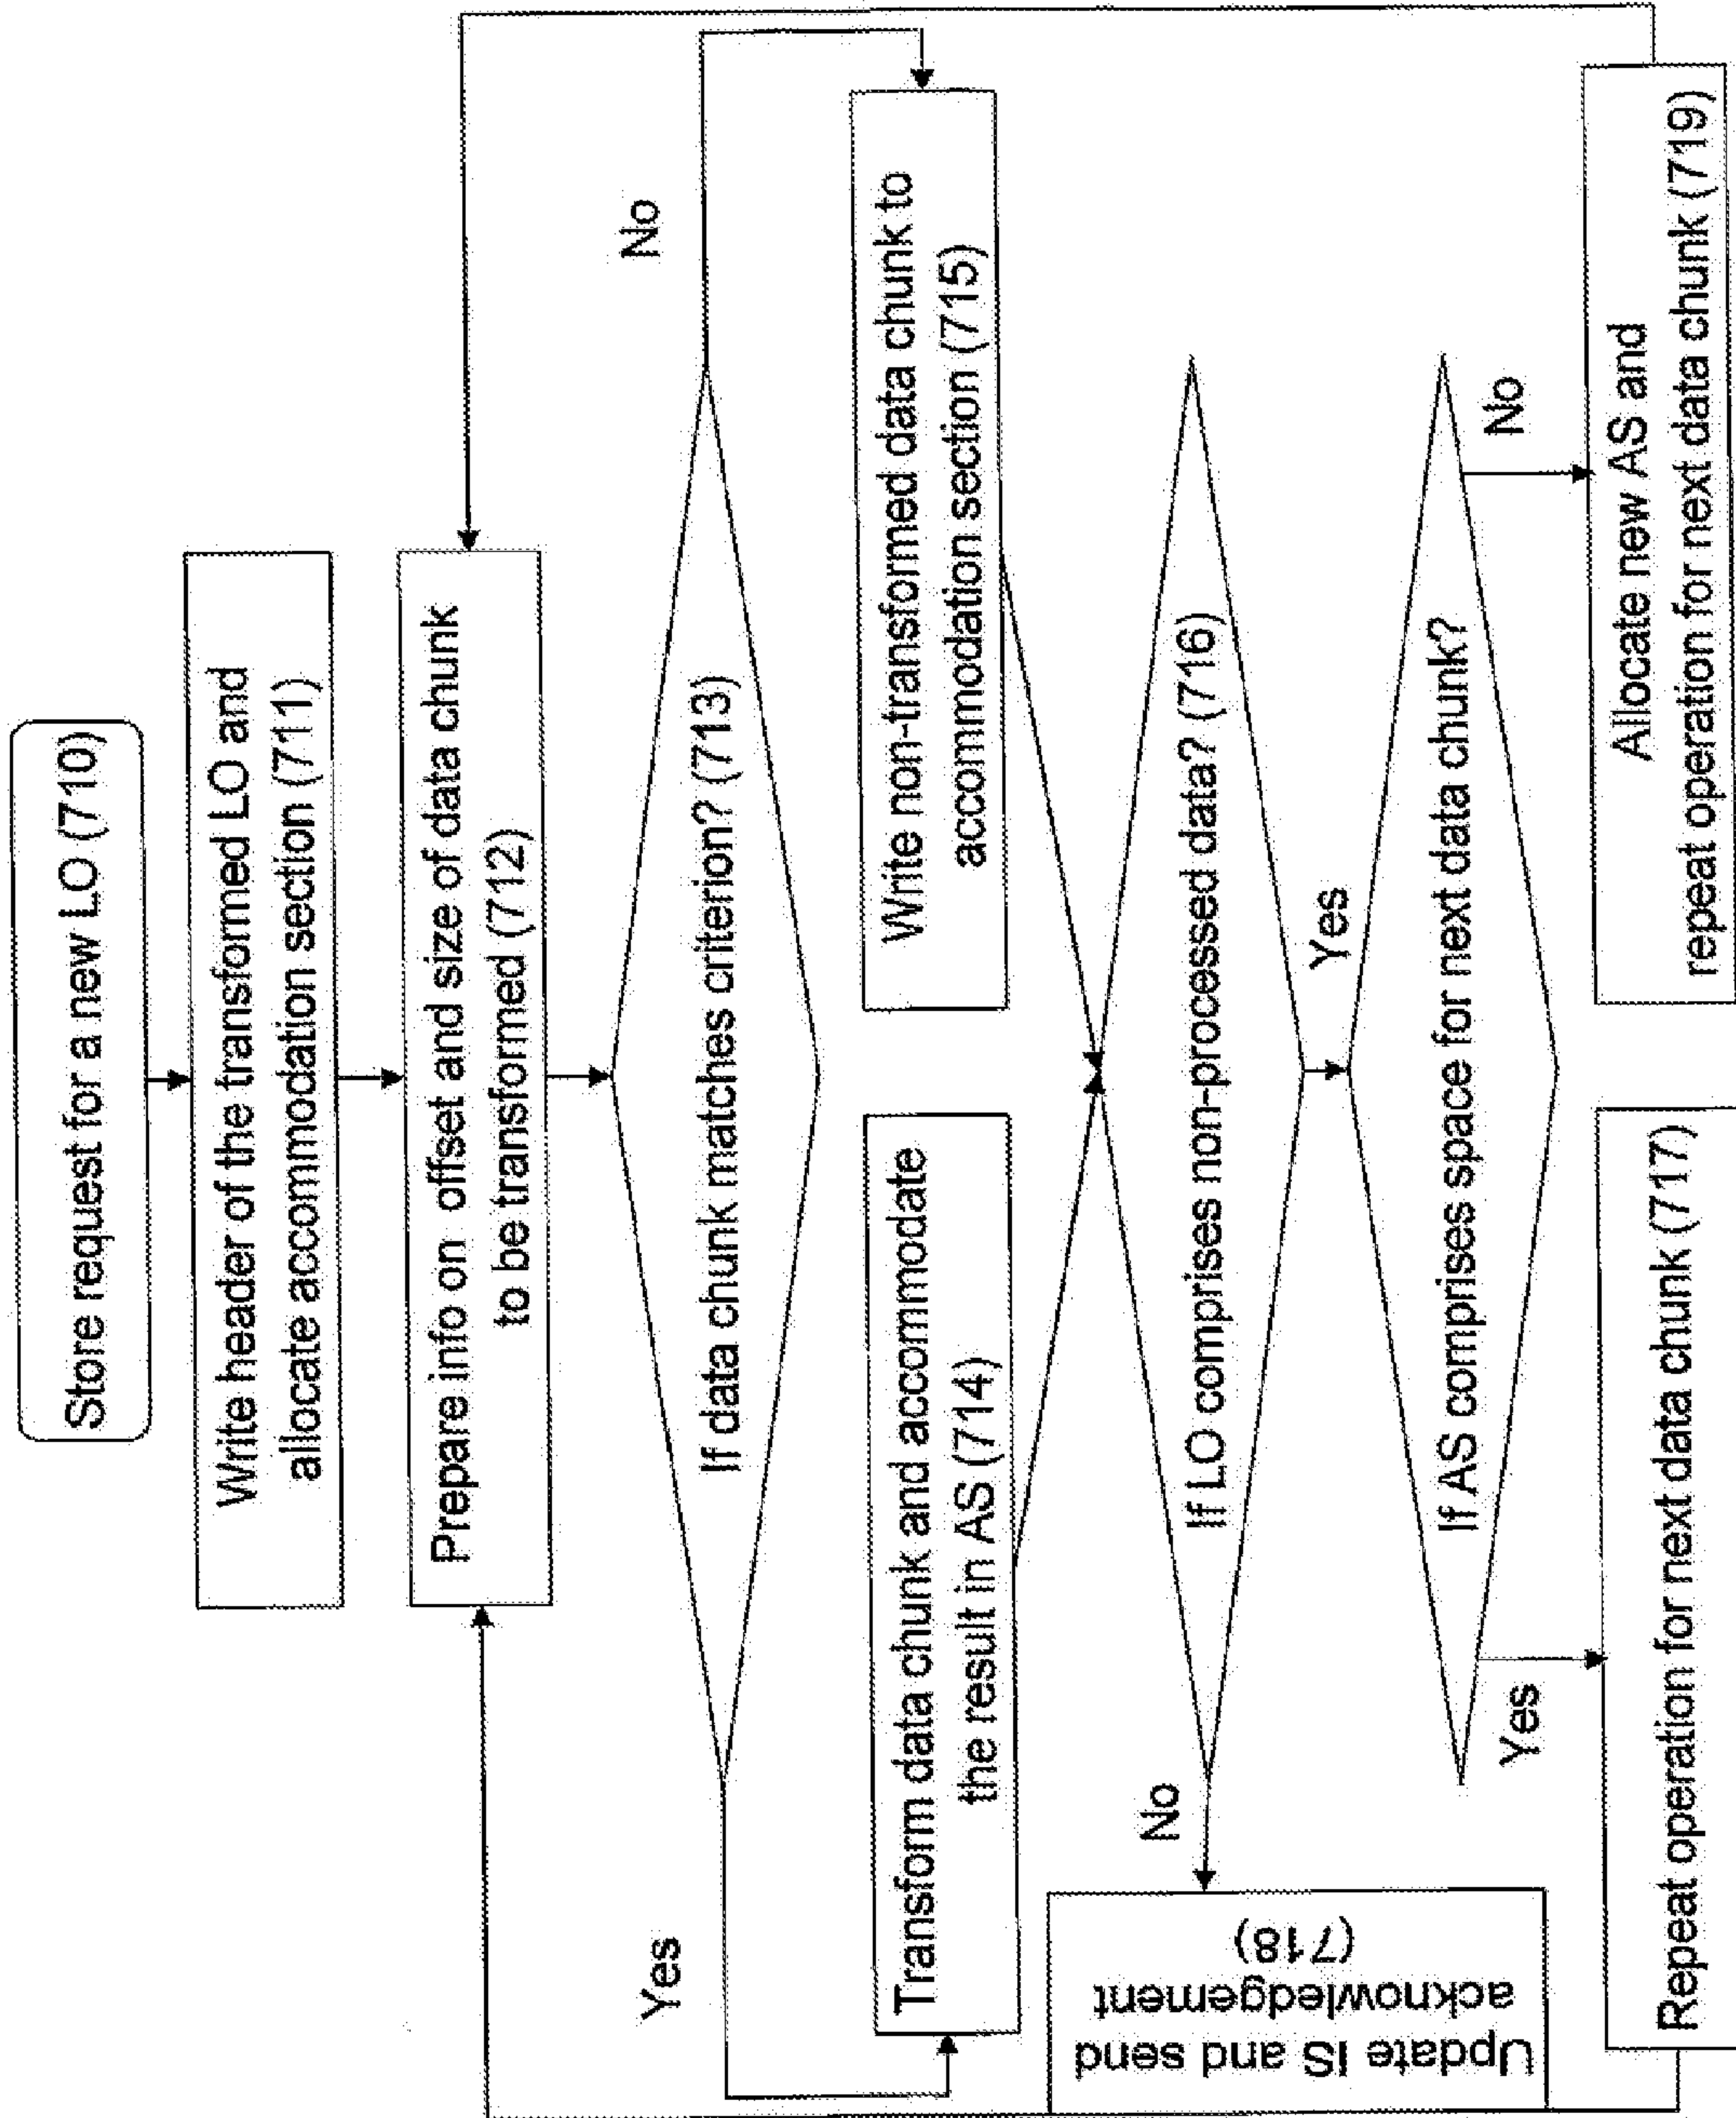 Store request for a new LO (710)
Write header of the transformed LO and
allocate accommodation section (711)
Prepare info on offset and size of data chunk
to be transformed (712)
If data chunk matches criterion? (713)
Yes
No
Transform data chunk and accommodate
the result in AS (714)
Write non-transformed data chunk to
accommodation section (715)
If LO comprises non-processed data? (716)
No
Yes
Update IS and send
acknowledgement
(718)
If AS comprises space for next data chunk?
Yes
No
Repeat operation for next data chunk (717)
Allocate new AS and
repeat operation for next data chunk (719)